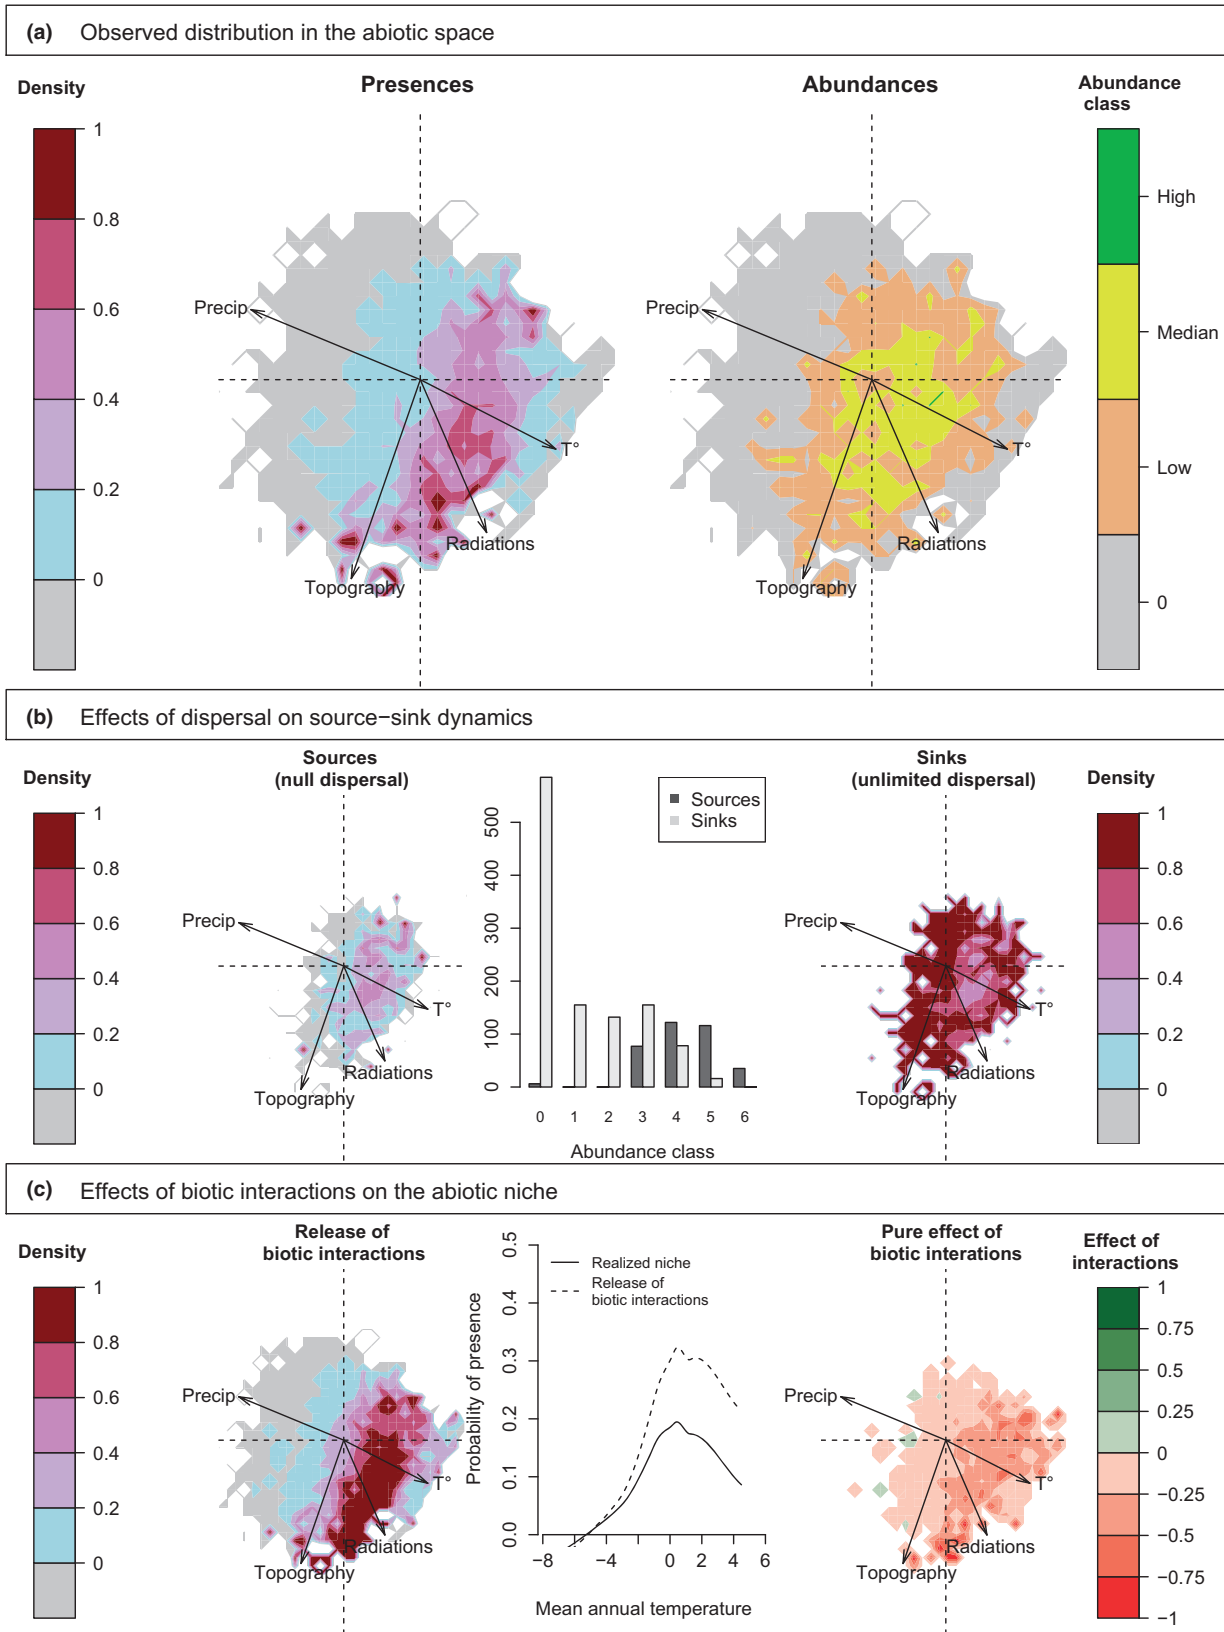 (a) Observed distribution in the abiotic space
Density
Presences
Abundances
Abundance
class
1
0.8
0.6
0.4
0.2
0
Precip
T°
Radiations
Topography
Precip
T°
Radiations
Topography
High
Median
Low
0
(b) Effects of dispersal on source−sink dynamics
Density
Sources
(null dispersal)
Sinks
(unlimited dispersal)
Density
1
0.8
0.6
0.4
0.2
0
Precip
T°
Radiations
Topography
Sources
Sinks
500
400
300
200
100
0
0 1 2 3 4 5 6
Abundance class
Precip
T°
Radiations
Topography
1
0.8
0.6
0.4
0.2
0
(c) Effects of biotic interactions on the abiotic niche
Density
Release of
biotic interactions
Pure effect of
biotic interations
Effect of
interactions
1
0.8
0.6
0.4
0.2
0
Precip
T°
Radiations
Topography
Realized niche
Release of
biotic interactions
Probability of presence
0.5
0.4
0.3
0.2
0.1
0.0
−8 −4 0 2 4 6
Mean annual temperature
Precip
T°
Radiations
Topography
1
0.75
0.5
0.25
0
−0.25
−0.5
−0.75
−1